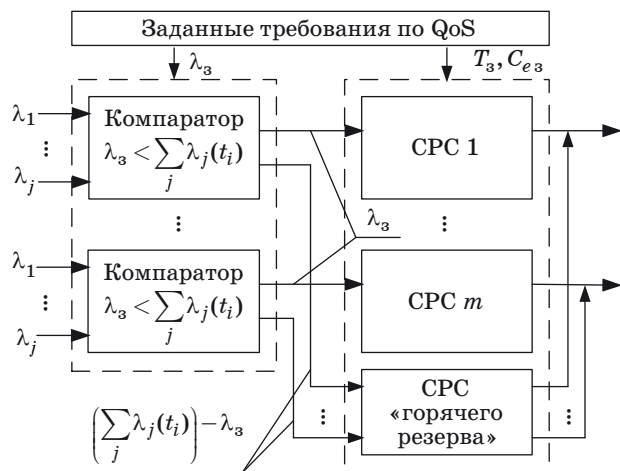 Заданные требования по QoS
λз
Tз, Cе з
λ1
⋮
λj
Компаратор
λз < ∑j λj(ti)
СРС 1
⋮
λз
⋮
λ1
⋮
λj
Компаратор
λз < ∑j λj(ti)
СРС m
СРС
«горячего
резерва»
⋮
⋮
(∑j λj(ti)) − λз